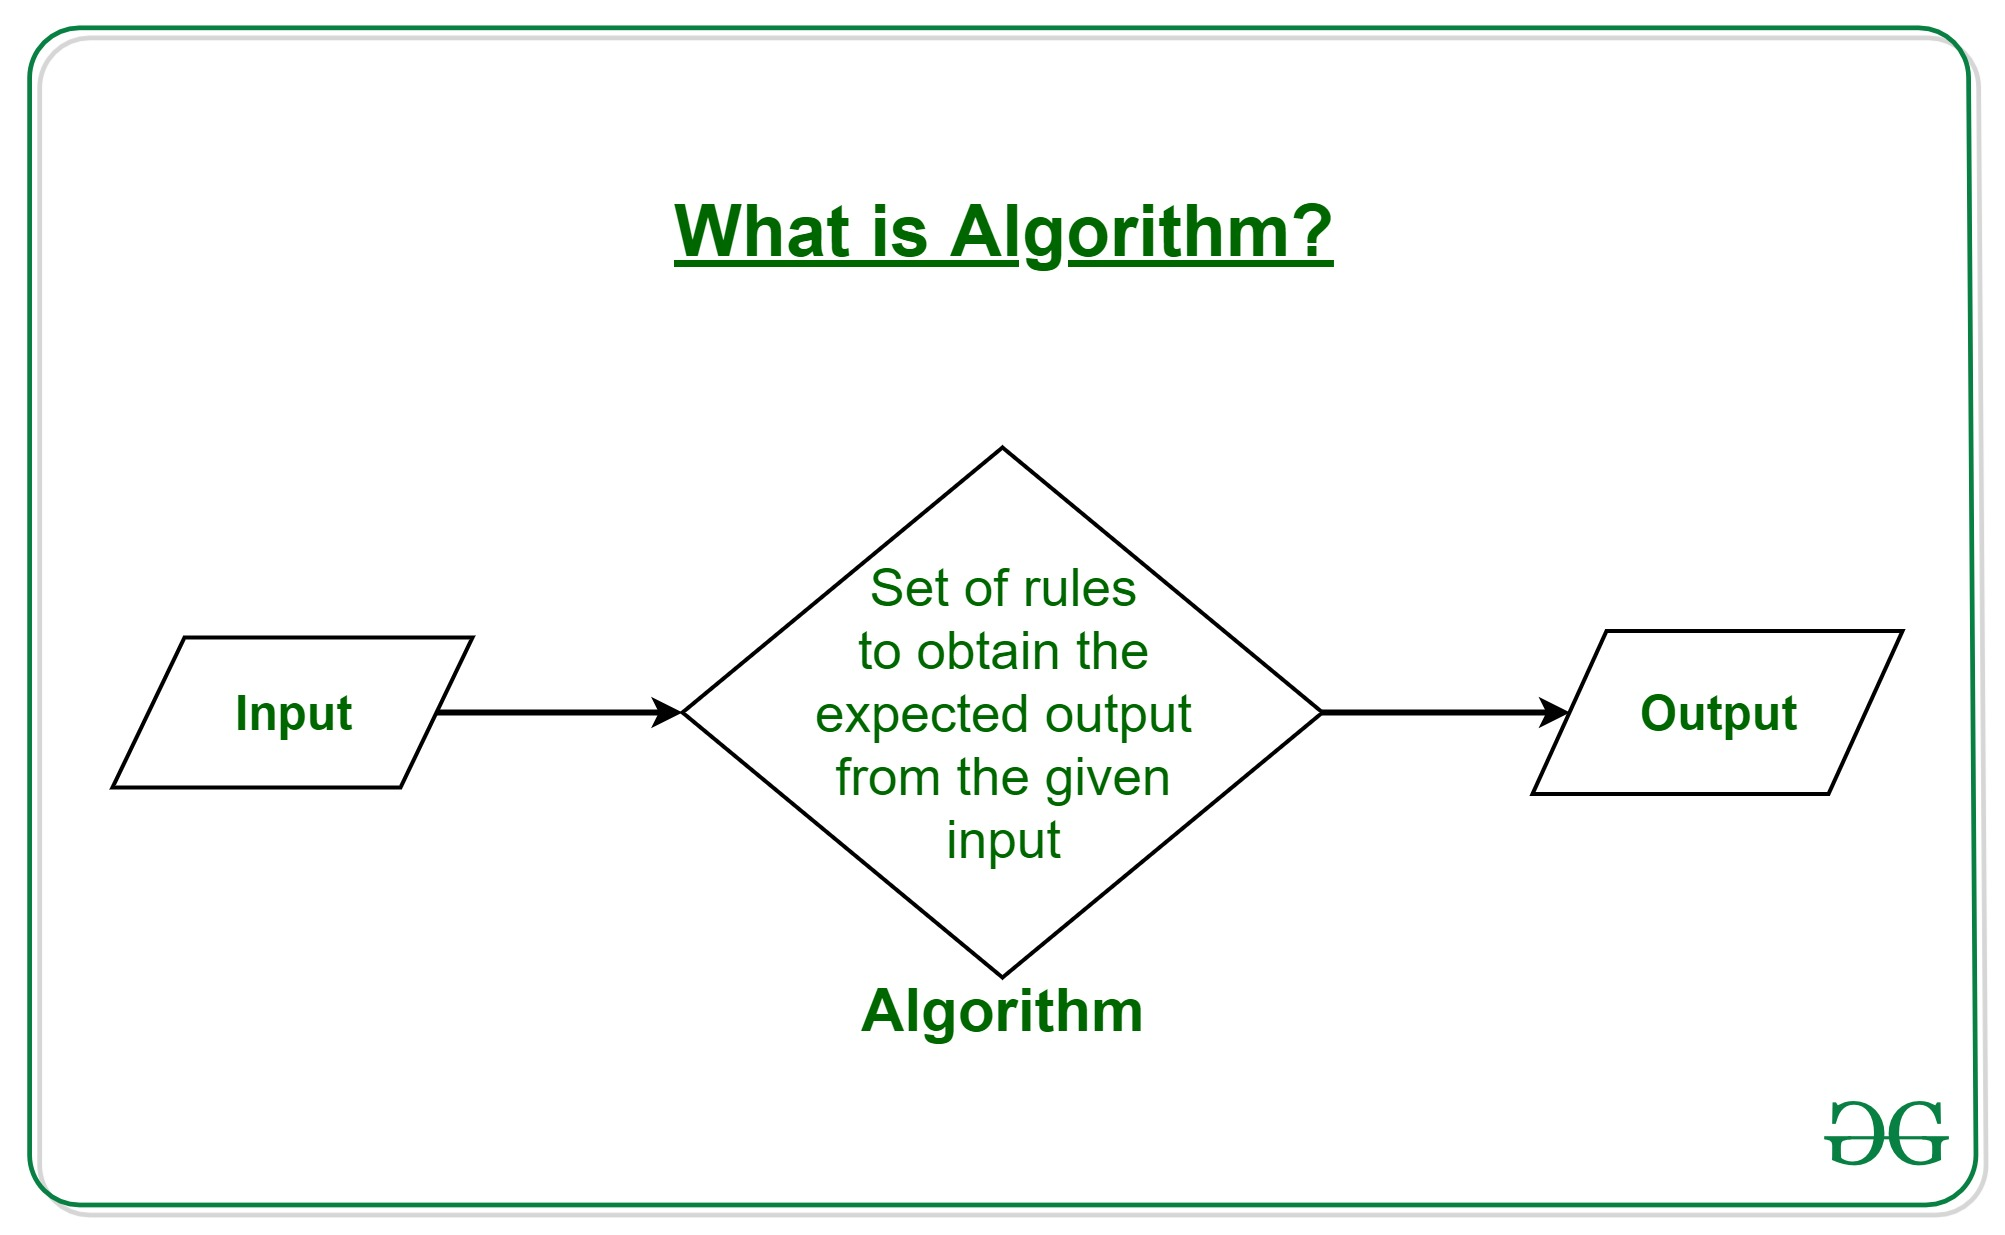 What is Algorithm?
Input
Set of rules
to obtain the
expected output
from the given
input
Output
Algorithm